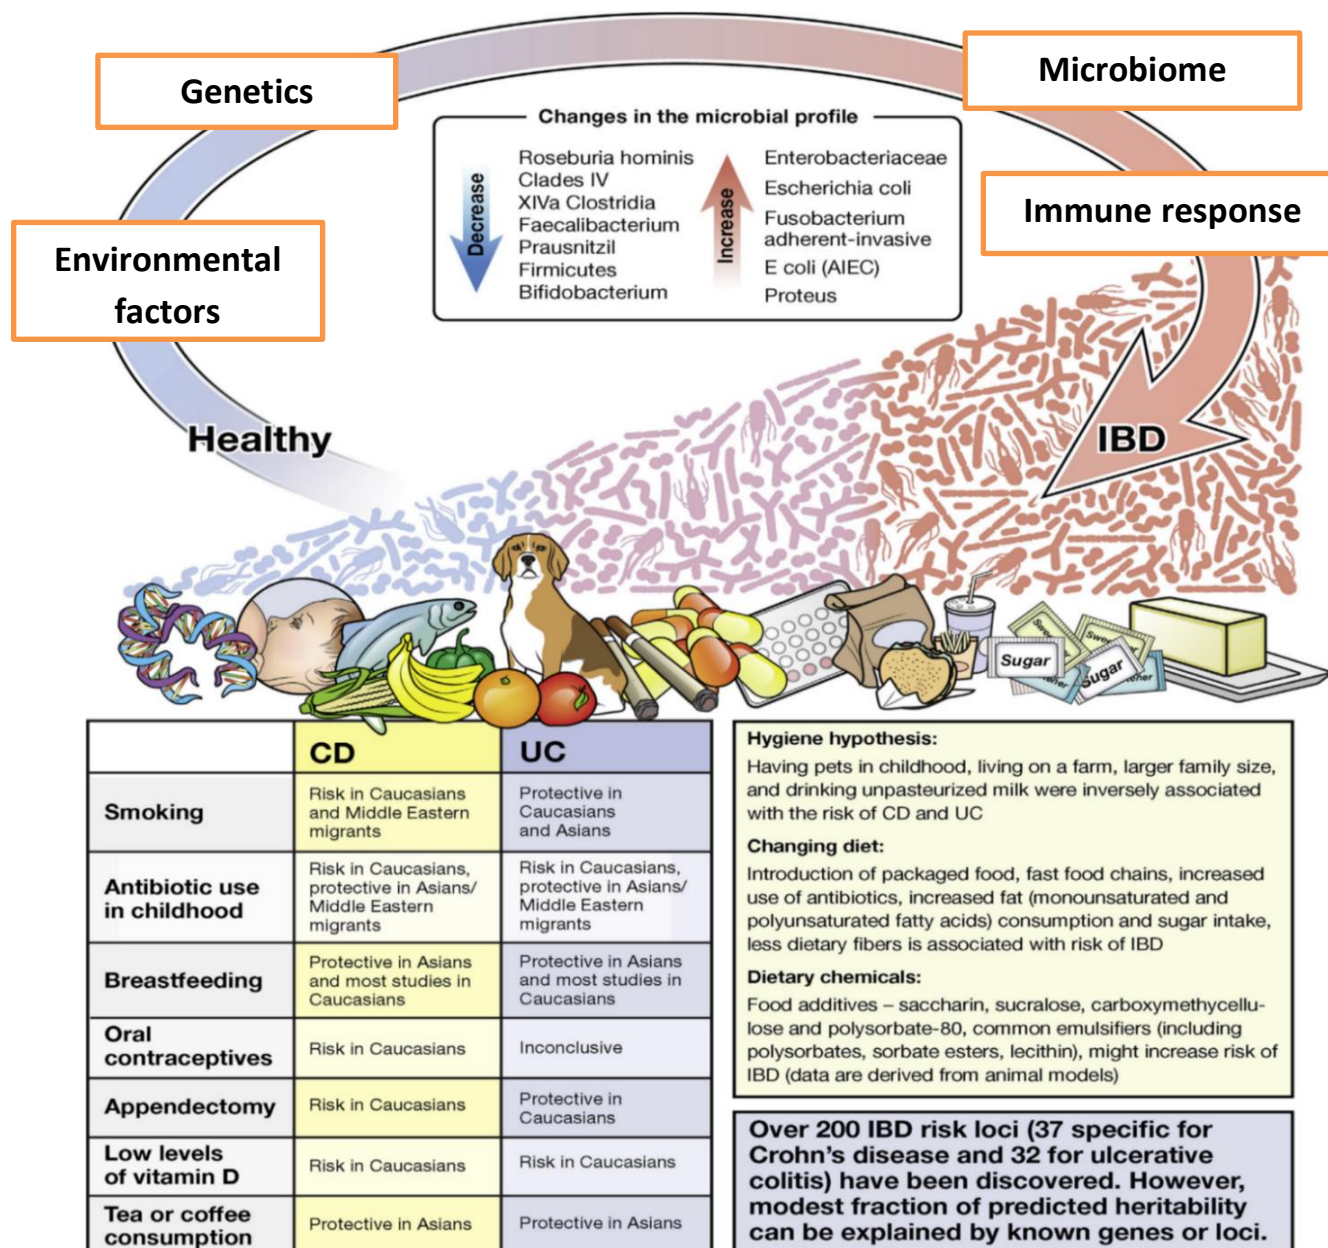 Genetics
Microbiome
Environmental
factors
Immune response
Changes in the microbial profile
Decrease
Roseburia hominis
Clades IV
XIVa Clostridia
Faecalibacterium
Prausnitzil
Firmicutes
Bifidobacterium
Increase
Enterobacteriaceae
Escherichia coli
Fusobacterium
adherent-invasive
E coli (AIEC)
Proteus
Healthy
IBD
Sugar
Sugar
CD
UC
Smoking
Risk in Caucasians
and Middle Eastern
migrants
Protective in
Caucasians
and Asians
Antibiotic use
in childhood
Risk in Caucasians,
protective in Asians/
Middle Eastern
migrants
Risk in Caucasians,
protective in Asians/
Middle Eastern
migrants
Breastfeeding
Protective in Asians
and most studies in
Caucasians
Protective in Asians
and most studies in
Caucasians
Oral
contraceptives
Risk in Caucasians
Inconclusive
Appendectomy
Risk in Caucasians
Protective in
Caucasians
Low levels
of vitamin D
Risk in Caucasians
Risk in Caucasians
Tea or coffee
consumption
Protective in Asians
Protective in Asians
Hygiene hypothesis:
Having pets in childhood, living on a farm, larger family size,
and drinking unpasteurized milk were inversely associated
with the risk of CD and UC
Changing diet:
Introduction of packaged food, fast food chains, increased
use of antibiotics, increased fat (monounsaturated and
polyunsaturated fatty acids) consumption and sugar intake,
less dietary fibers is associated with risk of IBD
Dietary chemicals:
Food additives – saccharin, sucralose, carboxymethycellu-
lose and polysorbate-80, common emulsifiers (including
polysorbates, sorbate esters, lecithin), might increase risk of
IBD (data are derived from animal models)
Over 200 IBD risk loci (37 specific for
Crohn's disease and 32 for ulcerative
colitis) have been discovered. However,
modest fraction of predicted heritability
can be explained by known genes or loci.